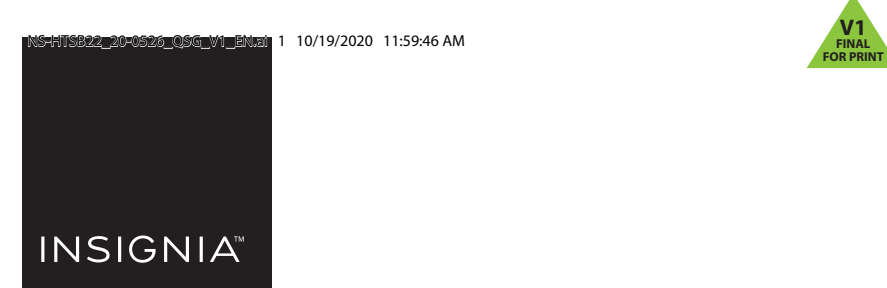 NS-HTSB22_20-0526_QSG_V1_EN.ai 1 10/19/2020 11:59:46 AM
V1
FINAL
FOR PRINT
INSIGNIA™